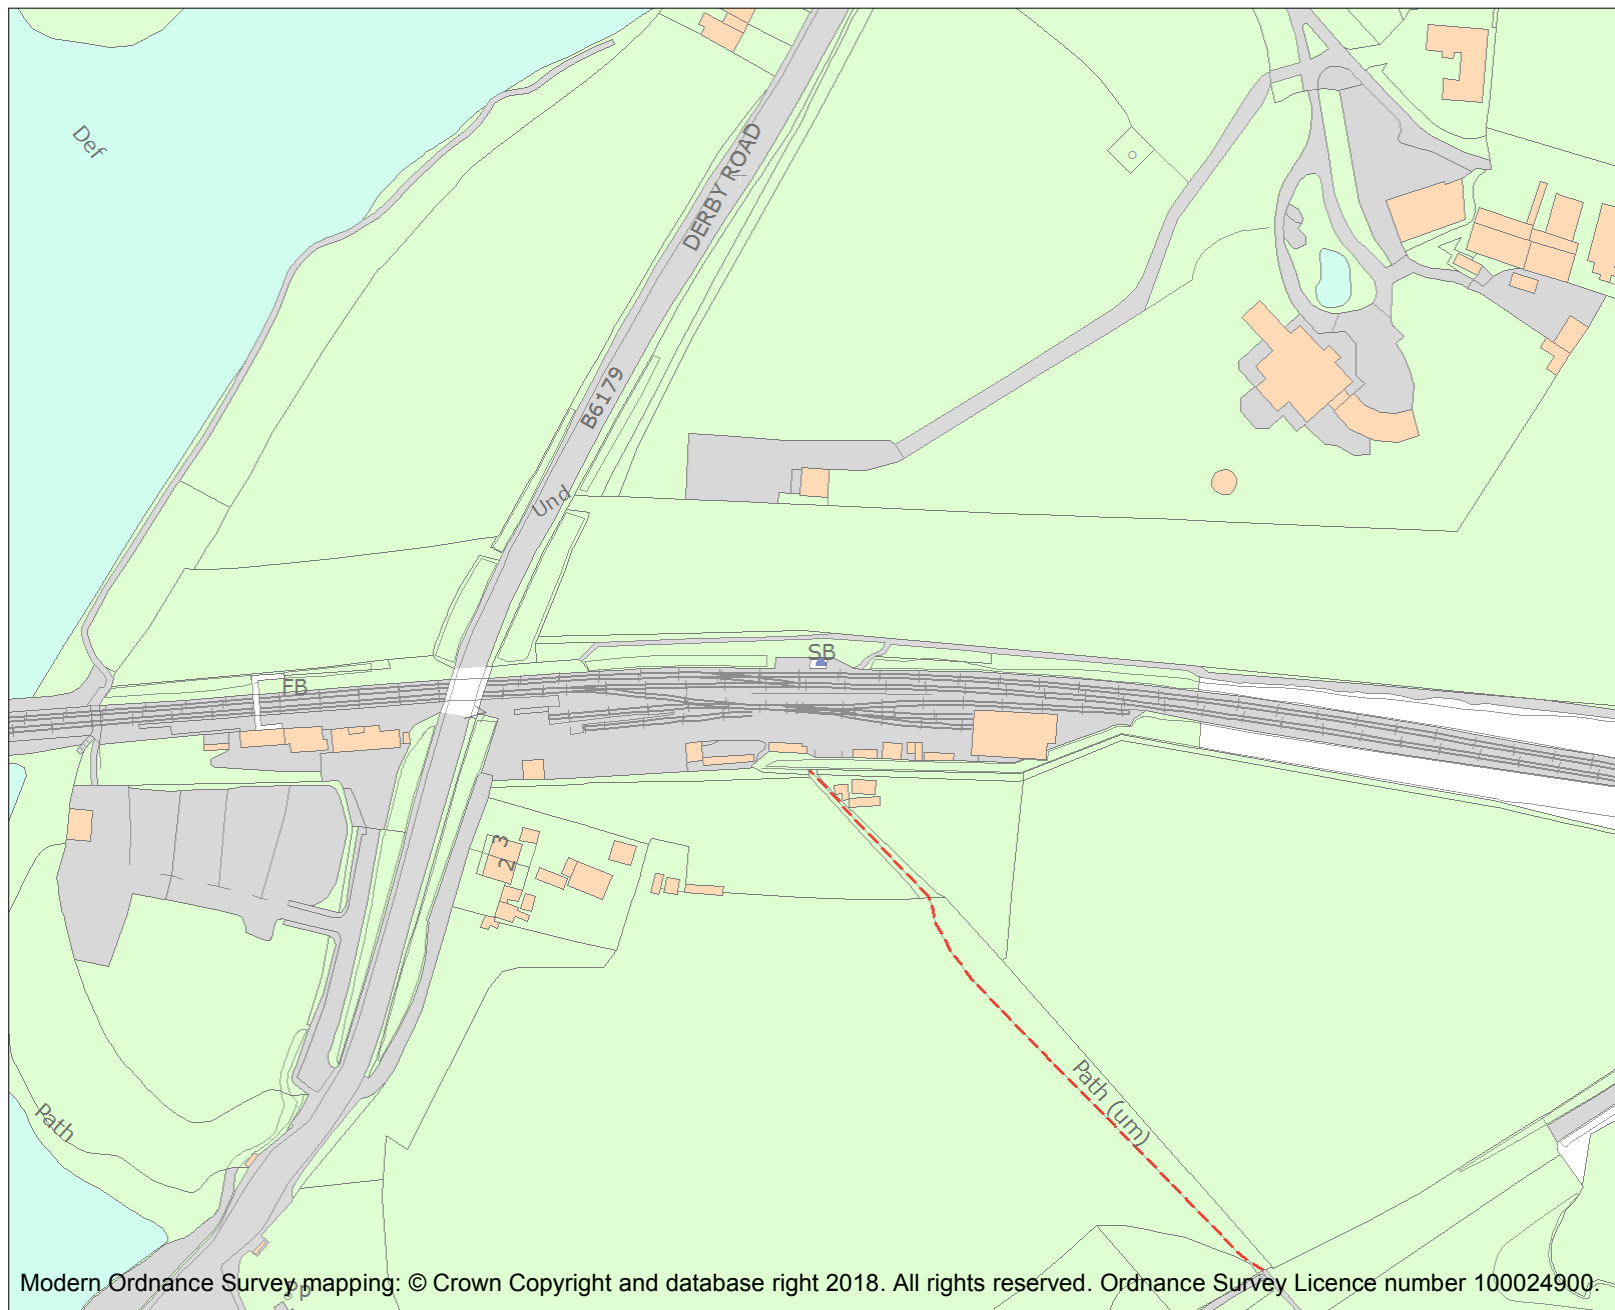 Def
DERBY ROAD
B6179
Und
SB
FB
3
2
Path (um)
Path
Pp
Modern Ordnance Survey mapping: © Crown Copyright and database right 2018. All rights reserved. Ordnance Survey Licence number 100024900.